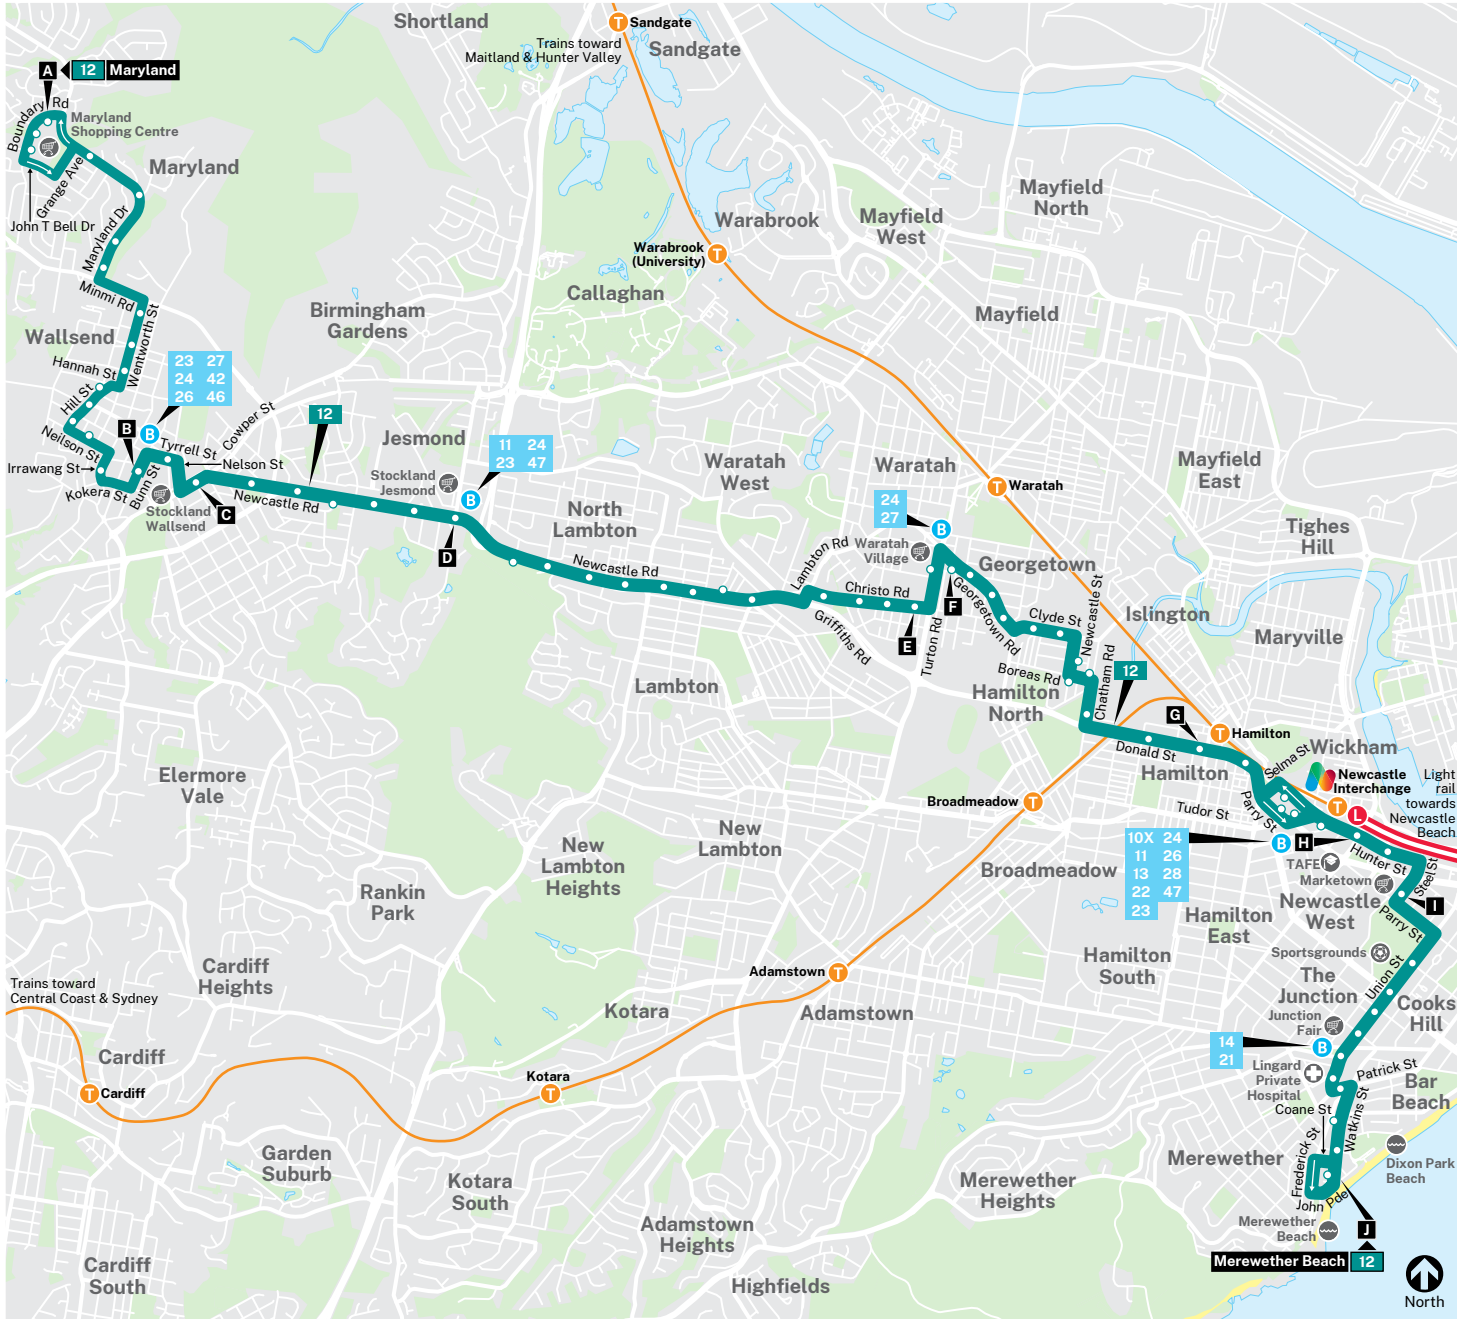 Shortland
T Sandgate
Sandgate
Trains toward
Maitland & Hunter Valley
A 12 Maryland
Boundary Rd
Maryland
Shopping Centre
Maryland
Grange Ave
John T Bell Dr
Maryland Dr
Minmi Rd
Wentworth St
Wallsend
Hannah St
Hill St
Neilson St
Irrawang St
Kokera St
Bunn St
B
23 27
24 42
26 46
B
Tyrrell St
Cowper St
Nelson St
Stockland
Wallsend
C
Newcastle Rd
12
Birmingham
Gardens
Jesmond
Stockland
Jesmond
11 24
23 47
B
D
North
Lambton
Newcastle Rd
Callaghan
Warabrook
(University)
T
Warabrook
Mayfield
West
Mayfield
North
Mayfield
Waratah
West
Waratah
T Waratah
Mayfield
East
Tighes
Hill
24
27
B
Waratah
Village
Georgetown
F
Georgetown Rd
Lambton Rd
Christo Rd
Griffiths Rd
E
Turton Rd
Clyde St
Newcastle St
Boreas Rd
Chatham Rd
12
Islington
Maryville
Lambton
Hamilton
North
G
T Hamilton
Donald St
Hamilton
Wickham
Selma St
Newcastle
Interchange
T
L
Light
rail
towards
Newcastle
Beach
Parry St
Tudor St
Elermore
Vale
Broadmeadow T
New
Lambton
New
Lambton
Heights
Rankin
Park
Broadmeadow
10X 24
11 26
13 28
22 47
23
B
H
Hunter St
TAFE
Marketown
Steel St
I
Newcastle
West
Parry St
Hamilton
East
Sportsgrounds
Hamilton
South
The
Junction
Union St
Cooks
Hill
Junction
Fair
14
21
B
Lingard
Private
Hospital
Patrick St
Bar
Beach
Coane St
Watkins St
Frederick St
Merewether
Dixon Park
Beach
John Pde
Merewether
Beach
J
Merewether Beach 12
Cardiff
Heights
Trains toward
Central Coast & Sydney
Cardiff
T Cardiff
Kotara
Adamstown T
Adamstown
Kotara
T
Garden
Suburb
Kotara
South
Merewether
Heights
Adamstown
Heights
Cardiff
South
Highfields
North